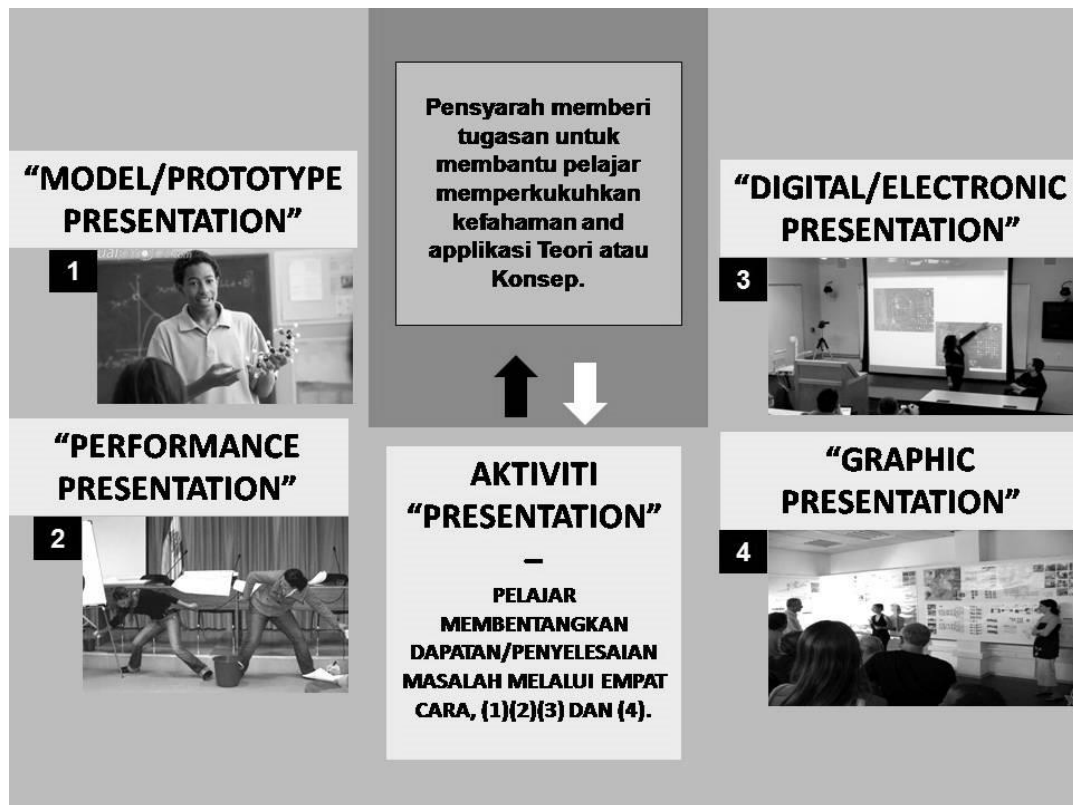 Pensyarah memberi
tugasan untuk
membantu pelajar
memperkukuhkan
kefahaman and
applikasi Teori atau
Konsep.
“MODEL/PROTOTYPE
PRESENTATION”
1
“PERFORMANCE
PRESENTATION”
2
AKTIVITI
“PRESENTATION”
–
PELAJAR
MEMBENTANGKAN
DAPATAN/PENYELESAIAN
MASALAH MELALUI EMPAT
CARA, (1)(2)(3) DAN (4).
“DIGITAL/ELECTRONIC
PRESENTATION”
3
“GRAPHIC
PRESENTATION”
4